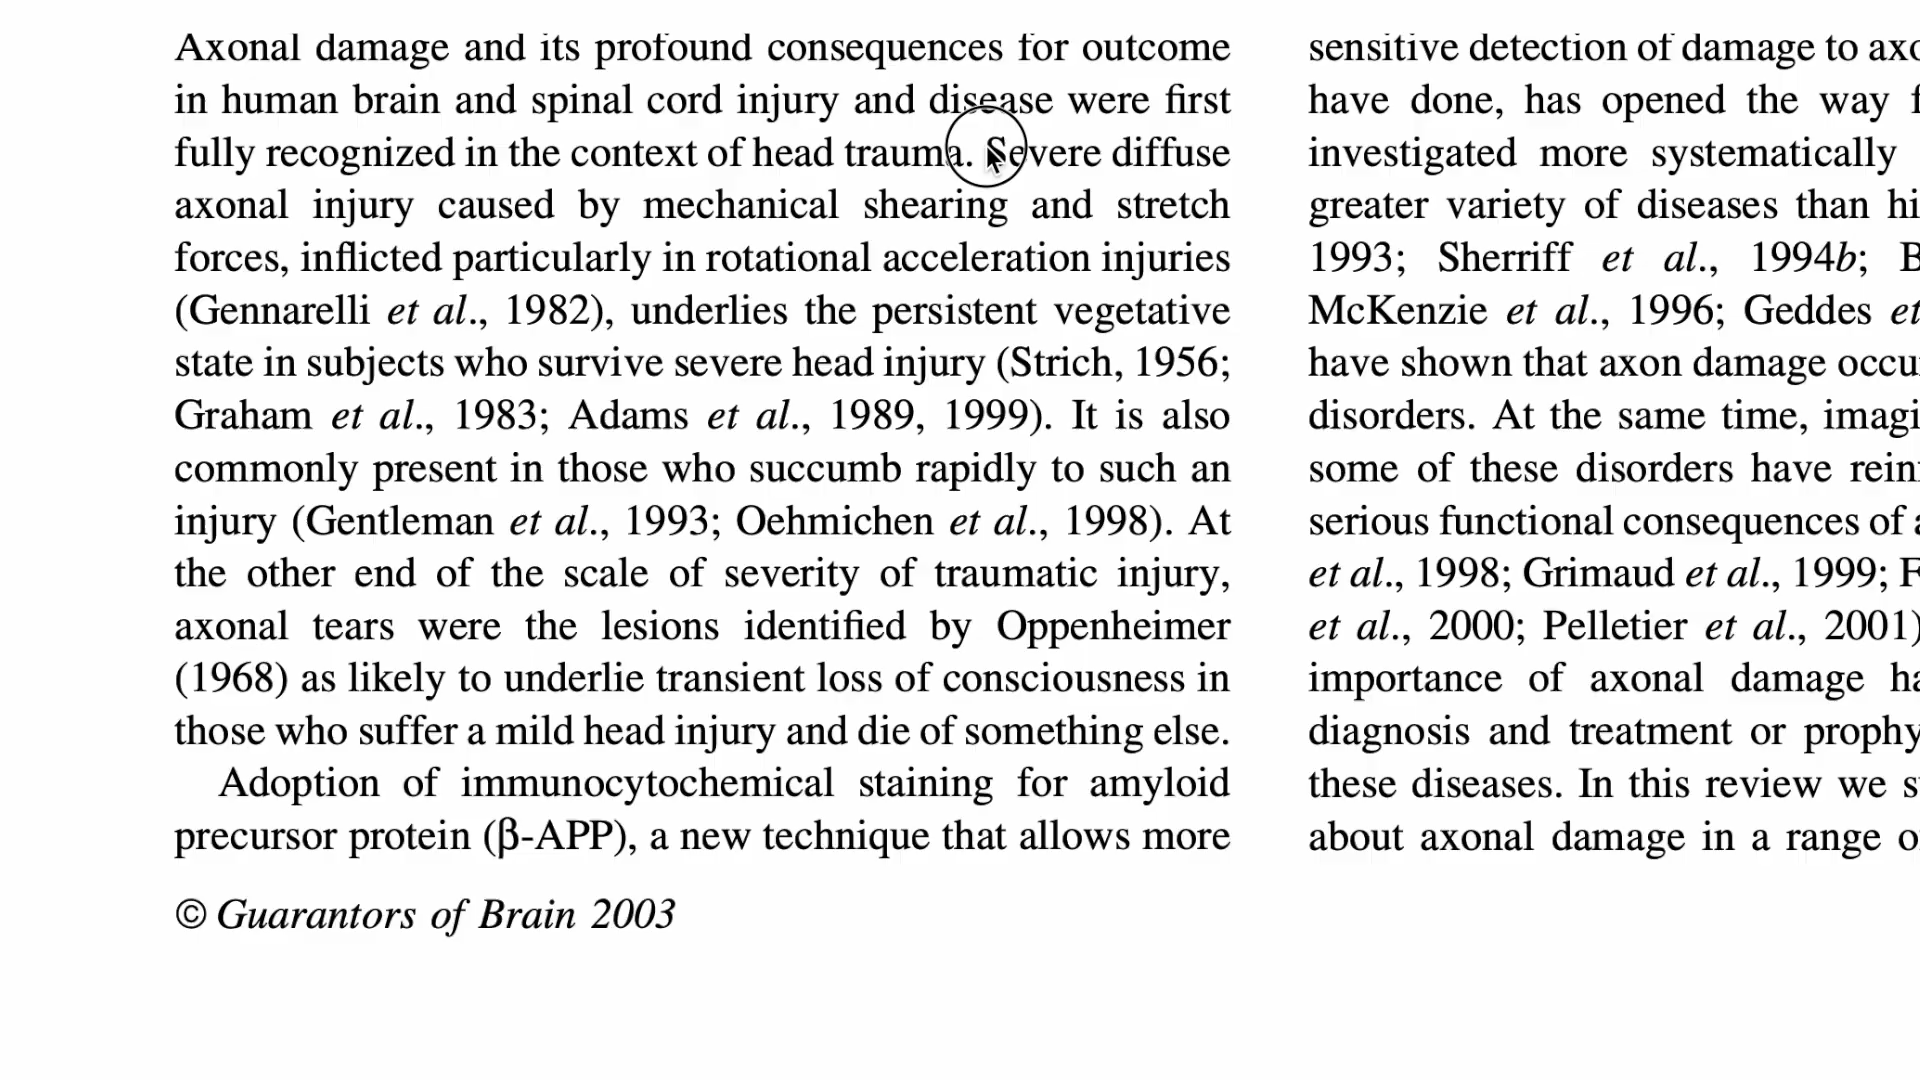 Axonal damage and its profound consequences for outcome
in human brain and spinal cord injury and disease were first
fully recognized in the context of head trauma. Severe diffuse
axonal injury caused by mechanical shearing and stretch
forces, inflicted particularly in rotational acceleration injuries
(Gennarelli et al., 1982), underlies the persistent vegetative
state in subjects who survive severe head injury (Strich, 1956;
Graham et al., 1983; Adams et al., 1989, 1999). It is also
commonly present in those who succumb rapidly to such an
injury (Gentleman et al., 1993; Oehmichen et al., 1998). At
the other end of the scale of severity of traumatic injury,
axonal tears were the lesions identified by Oppenheimer
(1968) as likely to underlie transient loss of consciousness in
those who suffer a mild head injury and die of something else.
Adoption of immunocytochemical staining for amyloid
precursor protein (β-APP), a new technique that allows more
© Guarantors of Brain 2003
sensitive detection of damage to
have done, has opened the way
investigated more systematically
greater variety of diseases than
1993; Sherriff et al., 1994b;
McKenzie et al., 1996; Geddes et
have shown that axon damage
disorders. At the same time,
some of these disorders have
serious functional consequences of
et al., 1998; Grimaud et al., 1999;
et al., 2000; Pelletier et al., 2001)
importance of axonal damage
diagnosis and treatment or
these diseases. In this review we
about axonal damage in a range